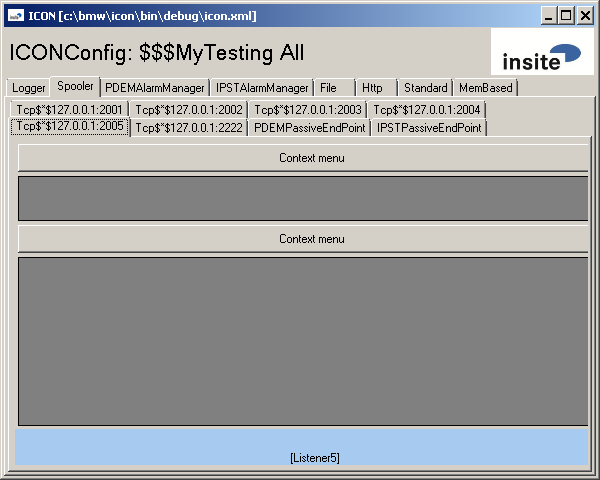 ICON [c:\bmw\icon\bin\debug\icon.xml]
ICONConfig: $$$MyTesting All
insite
Logger Spooler PDEMAlarmManager IPSTAlarmManager File Http Standard MemBased
Tcp$*$127.0.0.1:2001 Tcp$*$127.0.0.1:2002 Tcp$*$127.0.0.1:2003 Tcp$*$127.0.0.1:2004
Tcp$*$127.0.0.1:2005 Tcp$*$127.0.0.1:2222 PDEMPassiveEndPoint IPSTPassiveEndPoint
Context menu
Context menu
[Listener5]